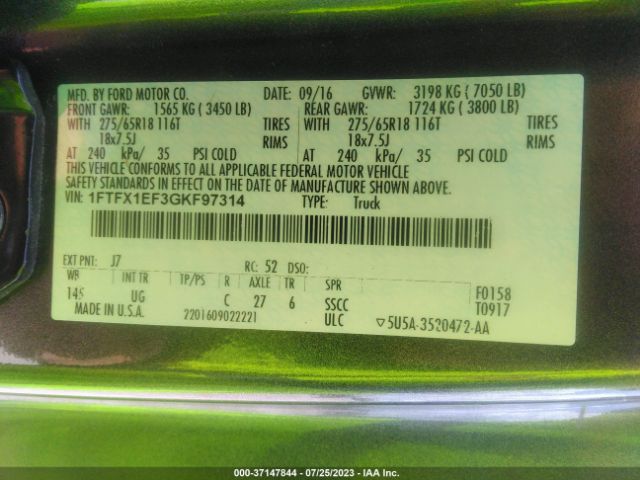 MFD. BY FORD MOTOR CO. DATE: 09/16 GVWR: 3198 KG ( 7050 LB)
FRONT GAWR: 1565 KG ( 3450 LB) REAR GAWR: 1724 KG ( 3800 LB)
WITH 275/65R18 116T TIRES WITH 275/65R18 116T TIRES
18x7.5J RIMS 18x7.5J RIMS
AT 240 kPa/ 35 PSI COLD AT 240 kPa/ 35 PSI COLD
THIS VEHICLE CONFORMS TO ALL APPLICABLE FEDERAL MOTOR VEHICLE
SAFETY STANDARDS IN EFFECT ON THE DATE OF MANUFACTURE SHOWN ABOVE.
VIN: 1FTFX1EF3GKF97314 TYPE: Truck
EXT PNT: J7 RC: 52 DSO:
WB INT TR TP/PS R AXLE TR SPR F0158
145 UG C 27 6 SSCC T0917
MADE IN U.S.A. 2201609022221 ULC ▽5U5A-3520472-AA
000-37147844 - 07/25/2023 - IAA Inc.